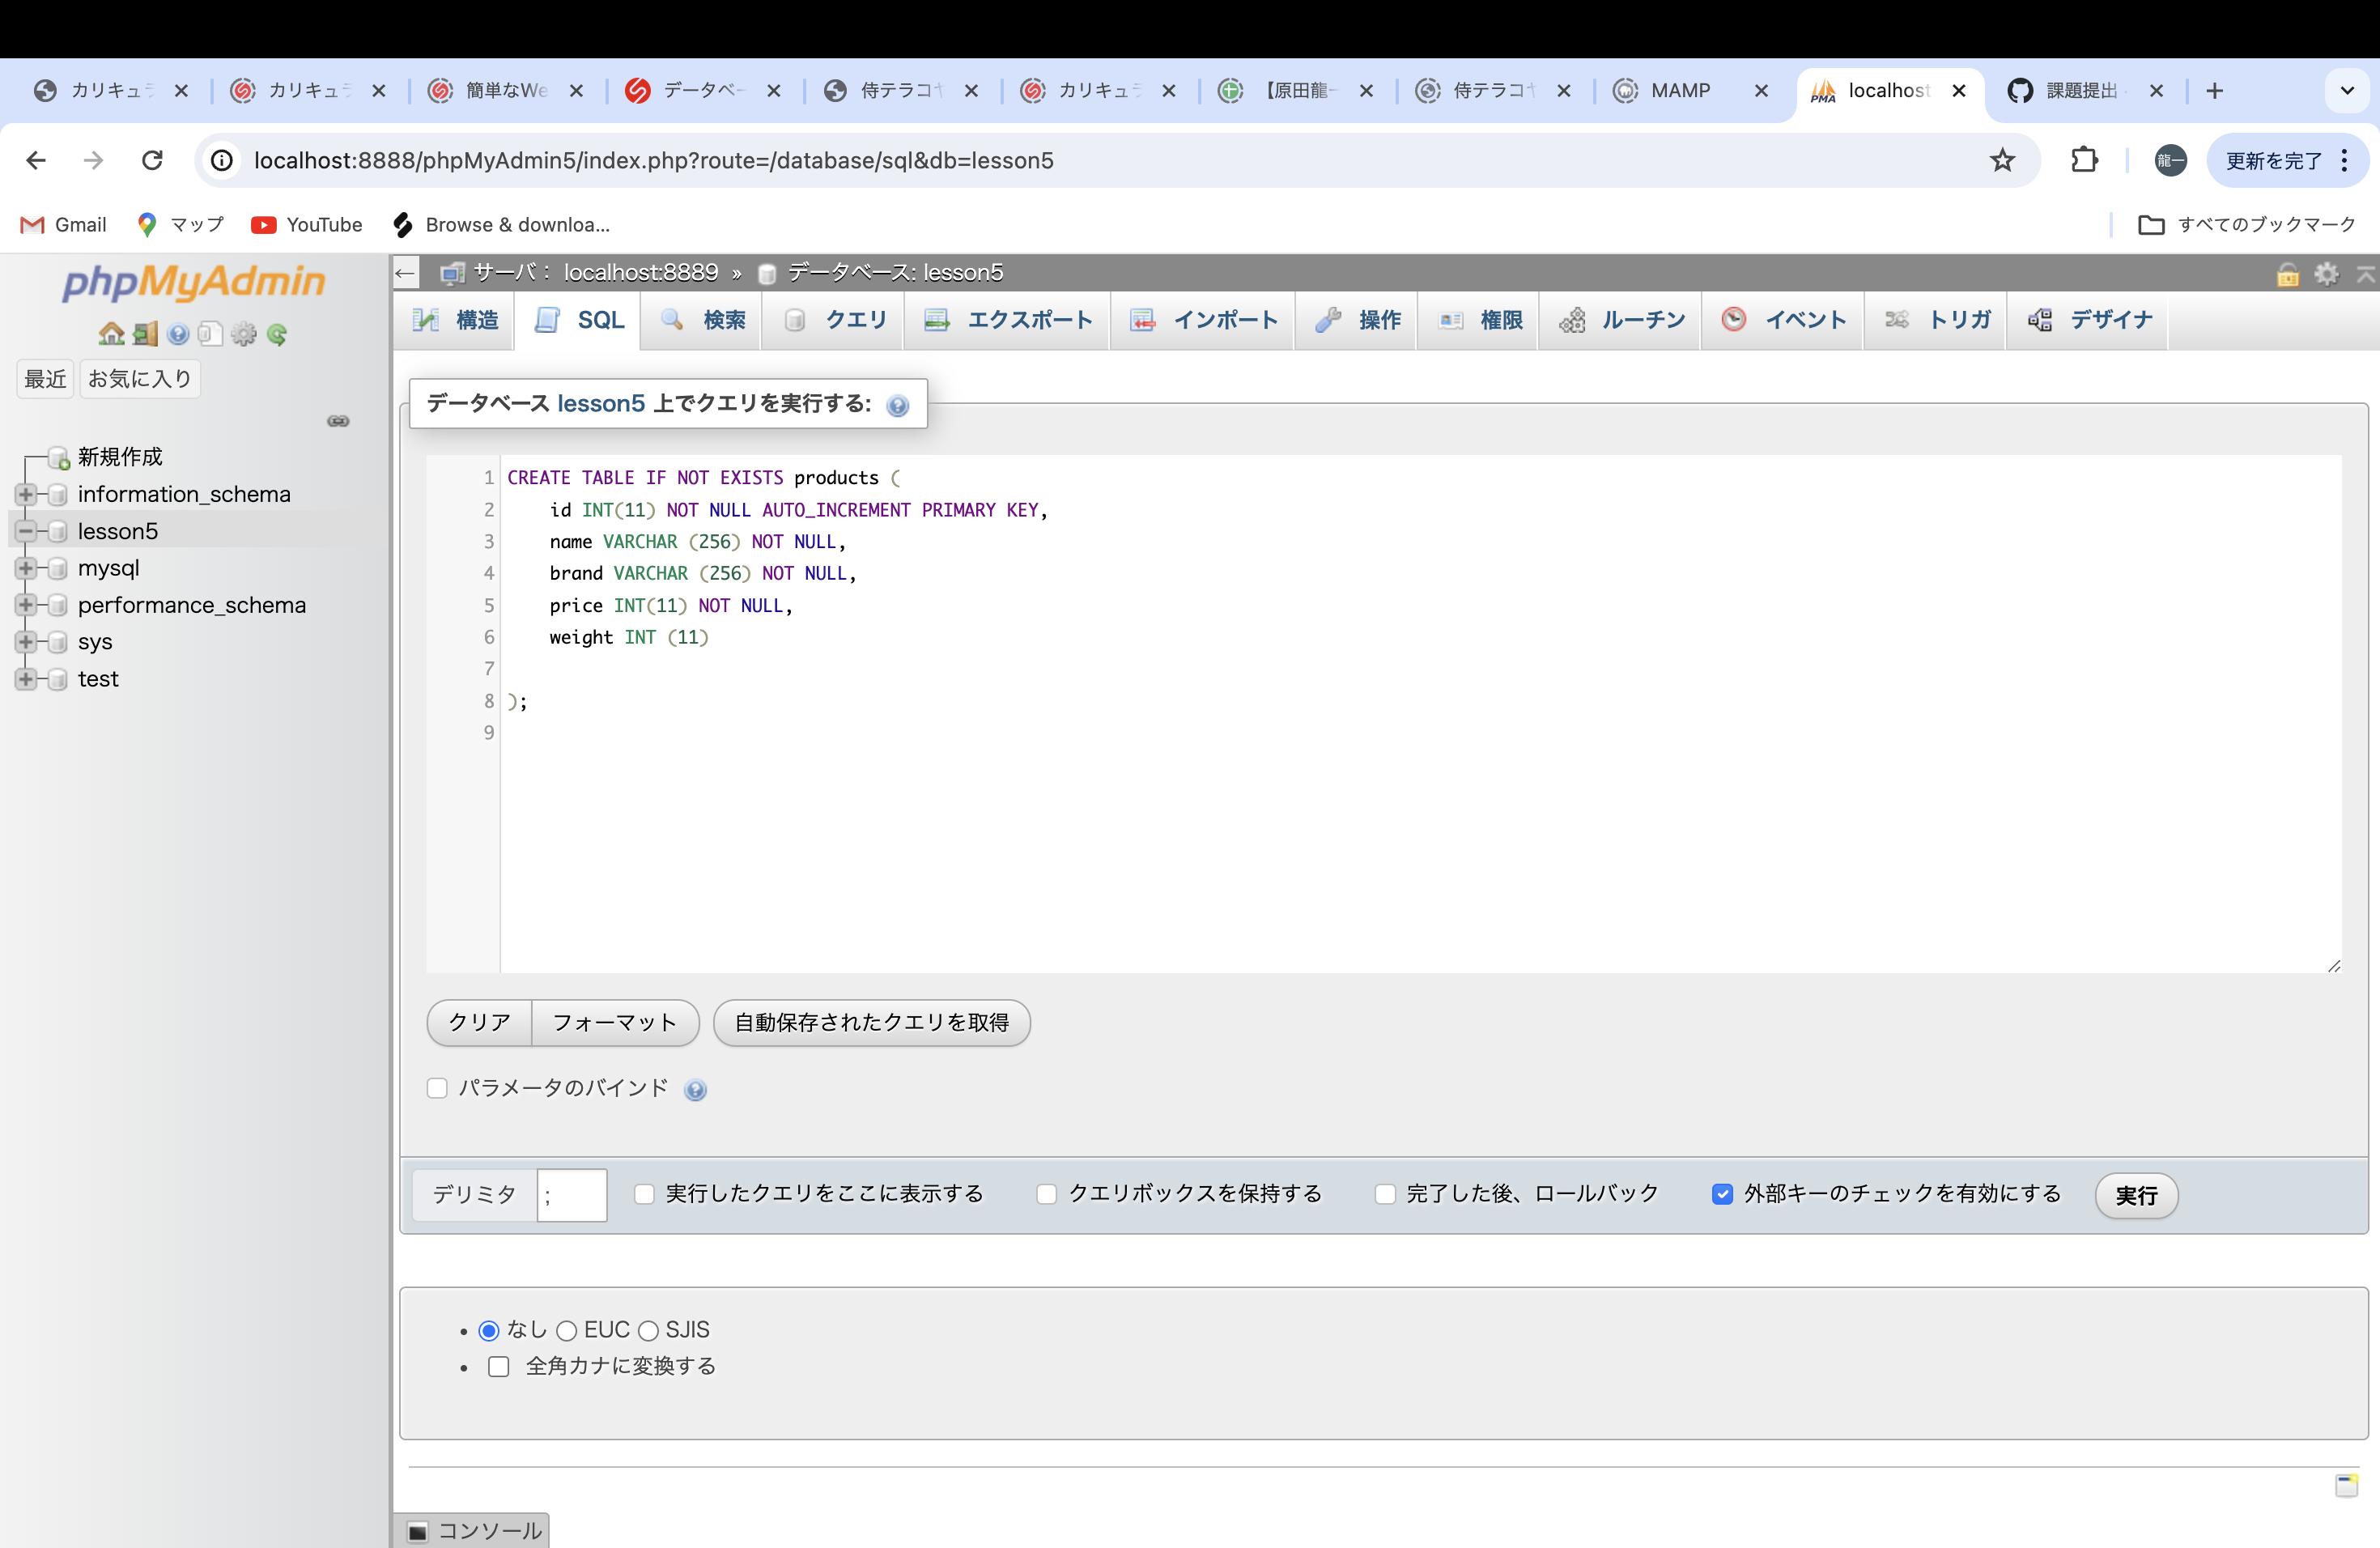 カリキュラ
カリキュラ
簡単なWe
データベー
侍テラコヤ
カリキュラ
【原田龍一
侍テラコヤ
MAMP
localhost
課題提出
localhost:8888/phpMyAdmin5/index.php?route=/database/sql&db=lesson5
龍一
更新を完了
Gmail
マップ
YouTube
Browse & downloa...
すべてのブックマーク
phpMyAdmin
サーバ: localhost:8889 » データベース: lesson5
構造
SQL
検索
クエリ
エクスポート
インポート
操作
権限
ルーチン
イベント
トリガ
デザイナ
最近
お気に入り
新規作成
information_schema
lesson5
mysql
performance_schema
sys
test
データベース lesson5 上でクエリを実行する:
1 CREATE TABLE IF NOT EXISTS products (
2 id INT(11) NOT NULL AUTO_INCREMENT PRIMARY KEY,
3 name VARCHAR (256) NOT NULL,
4 brand VARCHAR (256) NOT NULL,
5 price INT(11) NOT NULL,
6 weight INT (11)
7
8 );
9
クリア
フォーマット
自動保存されたクエリを取得
パラメータのバインド
デリミタ
;
実行したクエリをここに表示する
クエリボックスを保持する
完了した後、ロールバック
外部キーのチェックを有効にする
実行
• なし EUC SJIS
• 全角カナに変換する
コンソール